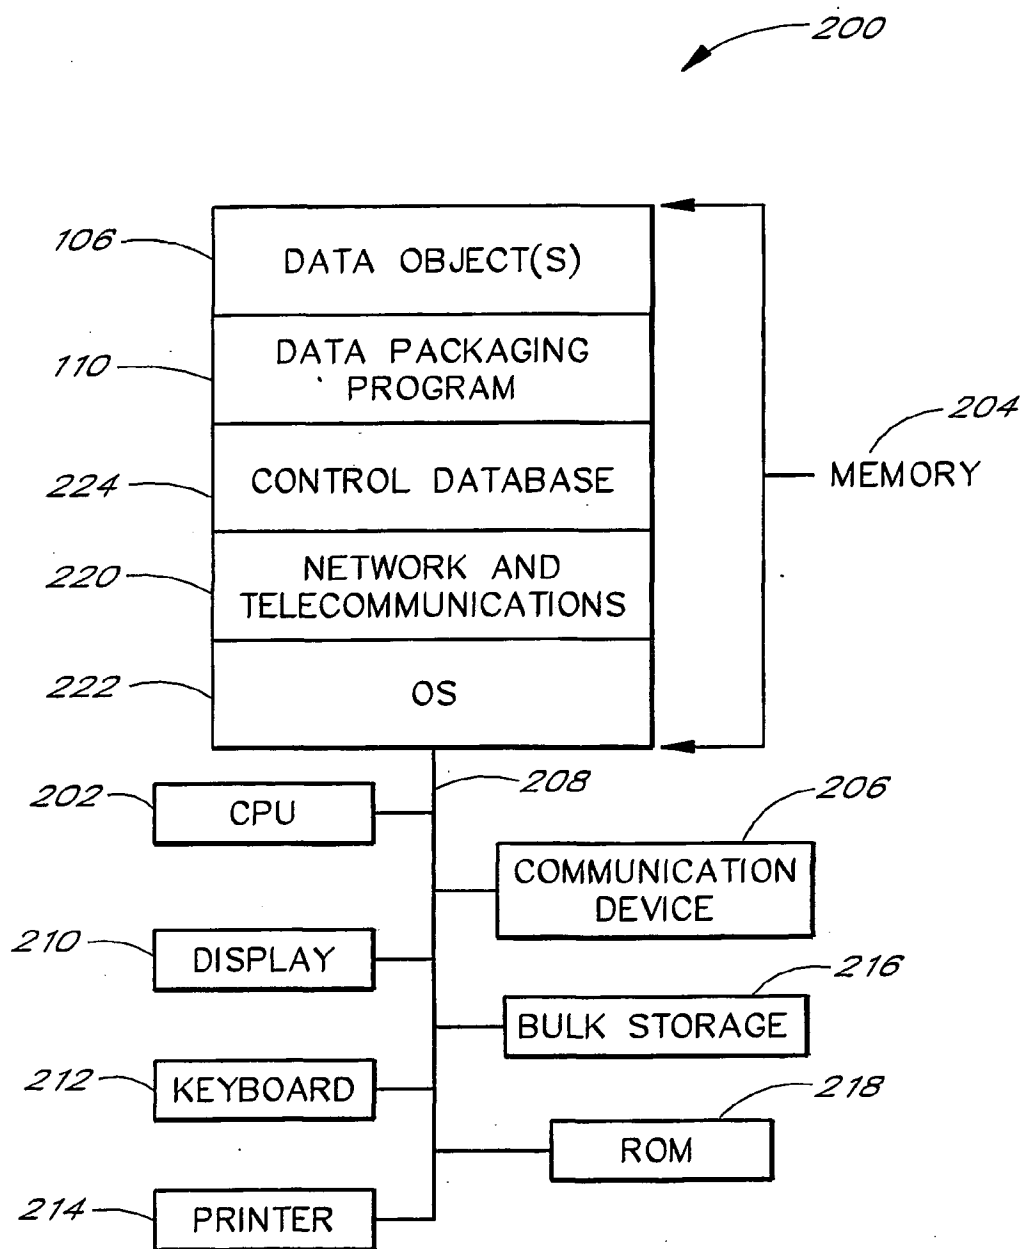 200
106
DATA OBJECT(S)
110
DATA PACKAGING
PROGRAM
204
MEMORY
224
CONTROL DATABASE
220
NETWORK AND
TELECOMMUNICATIONS
222
OS
208
202
CPU
206
COMMUNICATION
DEVICE
210
DISPLAY
216
BULK STORAGE
212
KEYBOARD
218
ROM
214
PRINTER